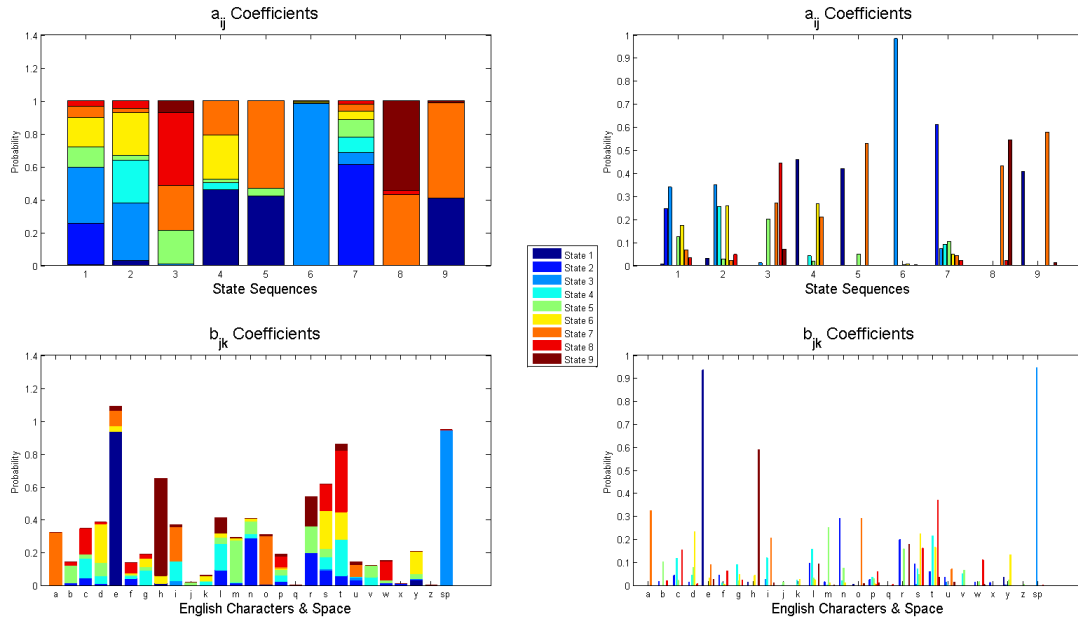 a_ij Coefficients
1.4
1.2
1
0.8
0.6
0.4
0.2
0
Probability
1 2 3 4 5 6 7 8 9
State Sequences
a_ij Coefficients
1
0.9
0.8
0.7
0.6
0.5
0.4
0.3
0.2
0.1
0
Probability
1 2 3 4 5 6 7 8 9
State Sequences
State 1
State 2
State 3
State 4
State 5
State 6
State 7
State 8
State 9
b_jk Coefficients
1.4
1.2
1
0.8
0.6
0.4
0.2
0
Probability
a b c d e f g h i j k l m n o p q r s t u v w x y z sp
English Characters & Space
b_jk Coefficients
1
0.9
0.8
0.7
0.6
0.5
0.4
0.3
0.2
0.1
0
Probability
a b c d e f g h i j k l m n o p q r s t u v w x y z sp
English Characters & Space